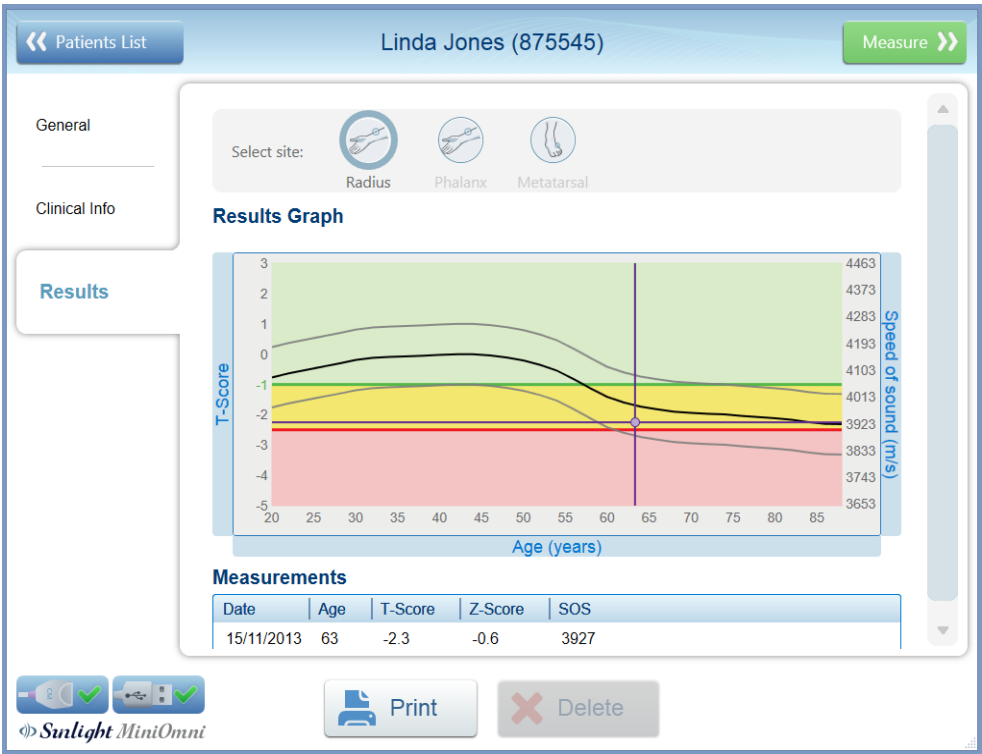 Patients List
Linda Jones (875545)
Measure
General
Clinical Info
Results
Select site:
Radius
Phalanx
Metatarsal
Results Graph
T-Score
3
2
1
0
-1
-2
-3
-4
-5
4463
4373
4283
4193
4103
4013
3923
3833
3743
3653
Speed of sound (m/s)
20 25 30 35 40 45 50 55 60 65 70 75 80 85
Age (years)
Measurements
Date Age T-Score Z-Score SOS
15/11/2013 63 -2.3 -0.6 3927
Sunlight MiniOmni
Print
Delete